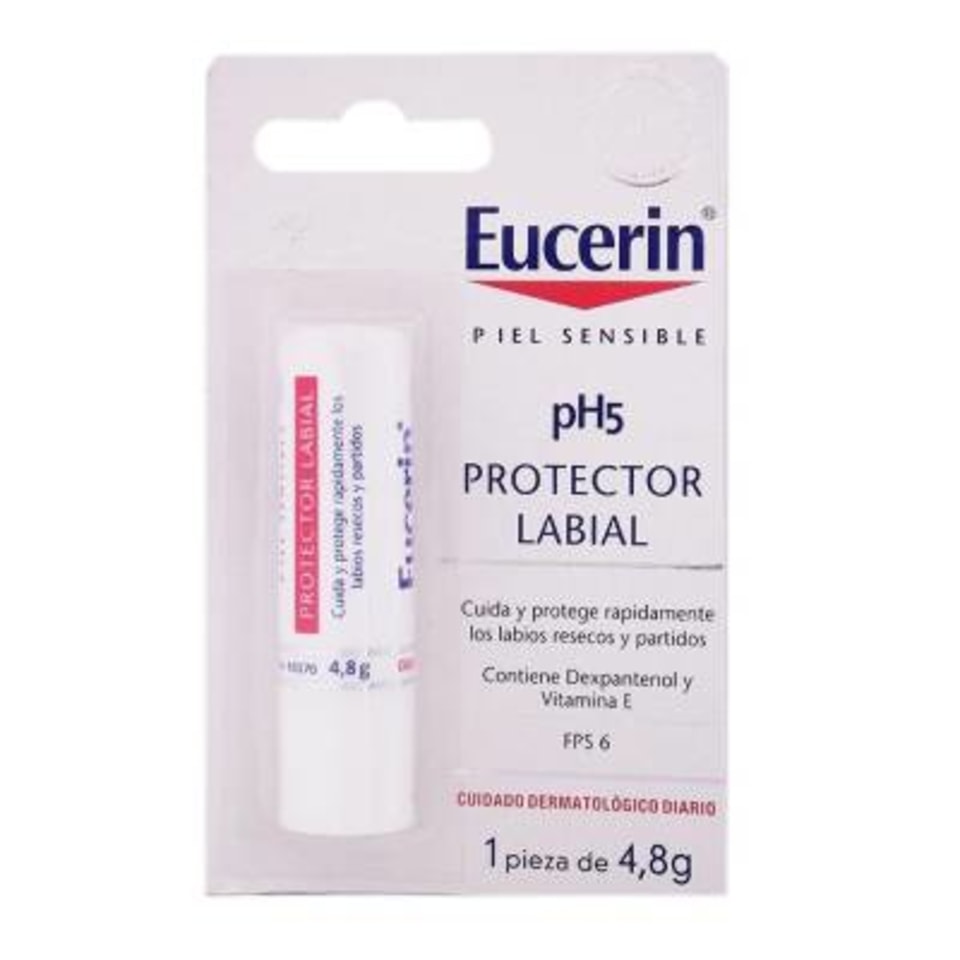 Eucerin®
PIEL SENSIBLE
pH5
PROTECTOR
LABIAL
Cuida y protege rapidamente
los labios resecos y partidos
Contiene Dexpantenol y
Vitamina E
FPS 6
CUIDADO DERMATOLÓGICO DIARIO
1 pieza de 4,8g
PROTECTOR LABIAL
Cuida y protege rapidamente los
labios resecos y partidos
Eucerin®
4,8g